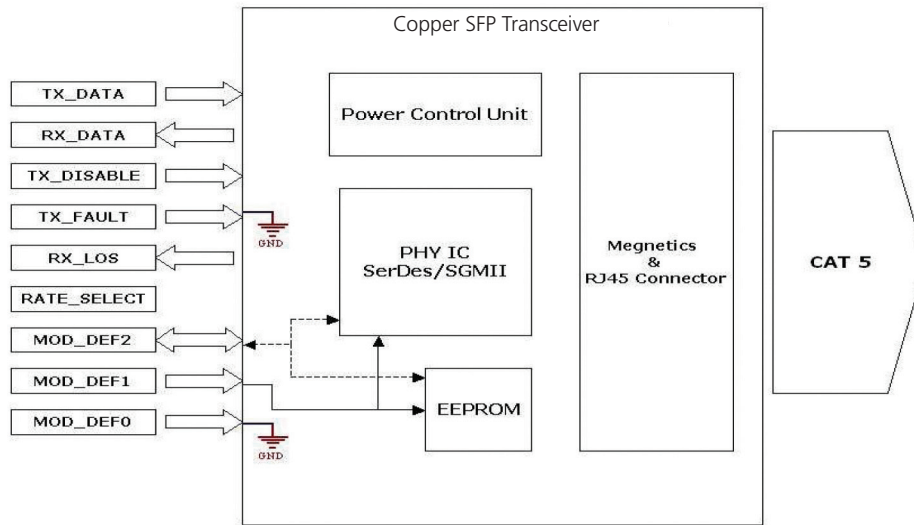 Copper SFP Transceiver
TX_DATA
RX_DATA
TX_DISABLE
TX_FAULT
RX_LOS
RATE_SELECT
MOD_DEF2
MOD_DEF1
MOD_DEF0
GND
GND
Power Control Unit
PHY IC
SerDes/SGMII
EEPROM
Megnetics
&
RJ45 Connector
CAT 5